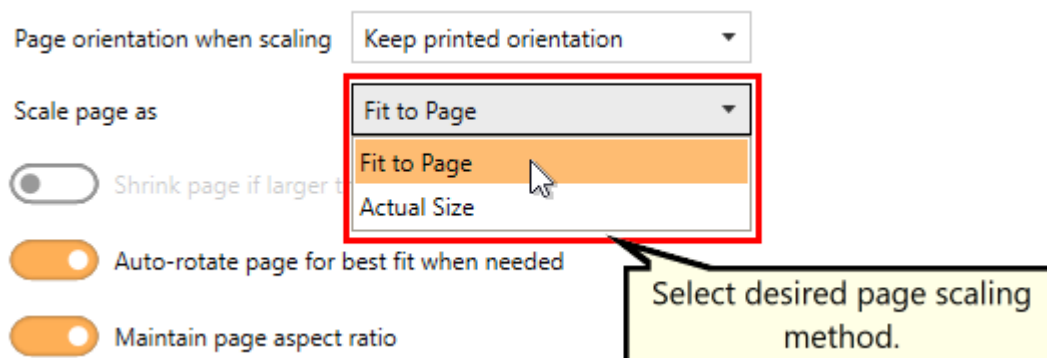 Page orientation when scaling Keep printed orientation
Scale page as Fit to Page
Fit to Page
Shrink page if larger
Actual Size
Auto-rotate page for best fit when needed
Select desired page scaling
method.
Maintain page aspect ratio